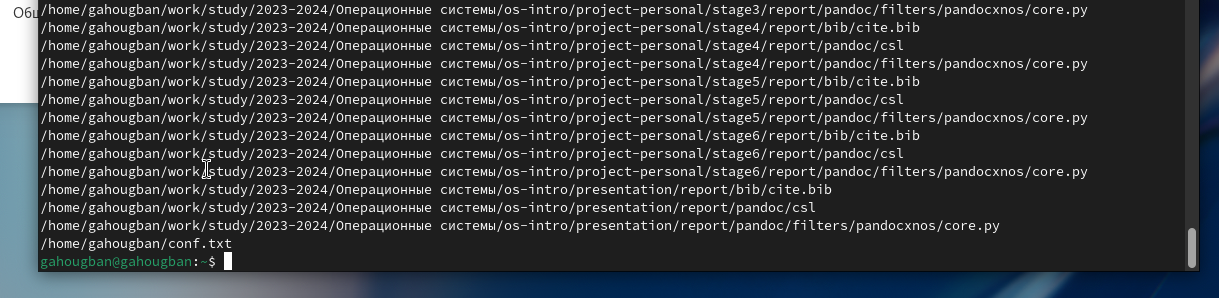 /home/gahougban/work/study/2023-2024/Операционные системы/os-intro/project-personal/stage3/report/pandoc/filters/pandocxnos/core.py
/home/gahougban/work/study/2023-2024/Операционные системы/os-intro/project-personal/stage4/report/bib/cite.bib
/home/gahougban/work/study/2023-2024/Операционные системы/os-intro/project-personal/stage4/report/pandoc/csl
/home/gahougban/work/study/2023-2024/Операционные системы/os-intro/project-personal/stage4/report/pandoc/filters/pandocxnos/core.py
/home/gahougban/work/study/2023-2024/Операционные системы/os-intro/project-personal/stage5/report/bib/cite.bib
/home/gahougban/work/study/2023-2024/Операционные системы/os-intro/project-personal/stage5/report/pandoc/csl
/home/gahougban/work/study/2023-2024/Операционные системы/os-intro/project-personal/stage5/report/pandoc/filters/pandocxnos/core.py
/home/gahougban/work/study/2023-2024/Операционные системы/os-intro/project-personal/stage6/report/bib/cite.bib
/home/gahougban/work/study/2023-2024/Операционные системы/os-intro/project-personal/stage6/report/pandoc/csl
/home/gahougban/work/study/2023-2024/Операционные системы/os-intro/project-personal/stage6/report/pandoc/filters/pandocxnos/core.py
/home/gahougban/work/study/2023-2024/Операционные системы/os-intro/presentation/report/bib/cite.bib
/home/gahougban/work/study/2023-2024/Операционные системы/os-intro/presentation/report/pandoc/csl
/home/gahougban/work/study/2023-2024/Операционные системы/os-intro/presentation/report/pandoc/filters/pandocxnos/core.py
/home/gahougban/conf.txt
gahougban@gahougban:~$